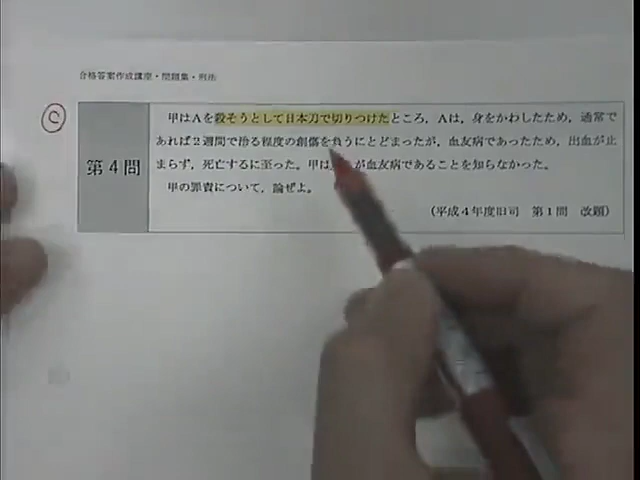 合格答案作成講座・問題集・刑法
C
第4問
甲はAを殺そうとして日本刀で切りつけたところ，Aは，身をかわしたため，通常で
あれば2週間で治る程度の創傷を負うにとどまったが，血友病であったため，出血が止
まらず，死亡するに至った。甲は が血友病であることを知らなかった。
甲の罪責について，論ぜよ。
（平成4年度旧司 第1問 改題）